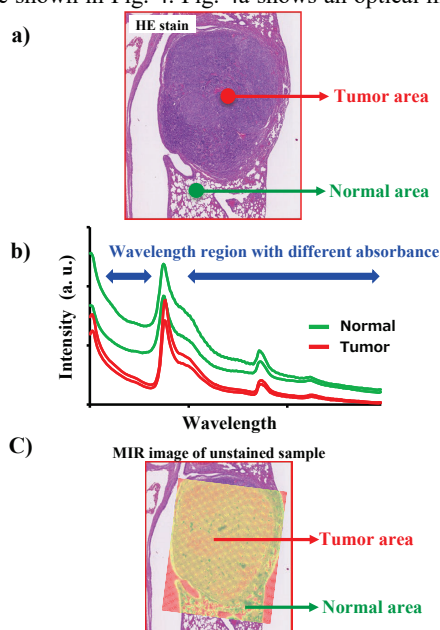 e shown in Fig. 4. Fig. 4a shows an optical m
a)
HE stain
Tumor area
Normal area
b)
Wavelength region with different absorbance
Intensity (a. u.)
Normal
Tumor
Wavelength
C)
MIR image of unstained sample
Tumor area
Normal area